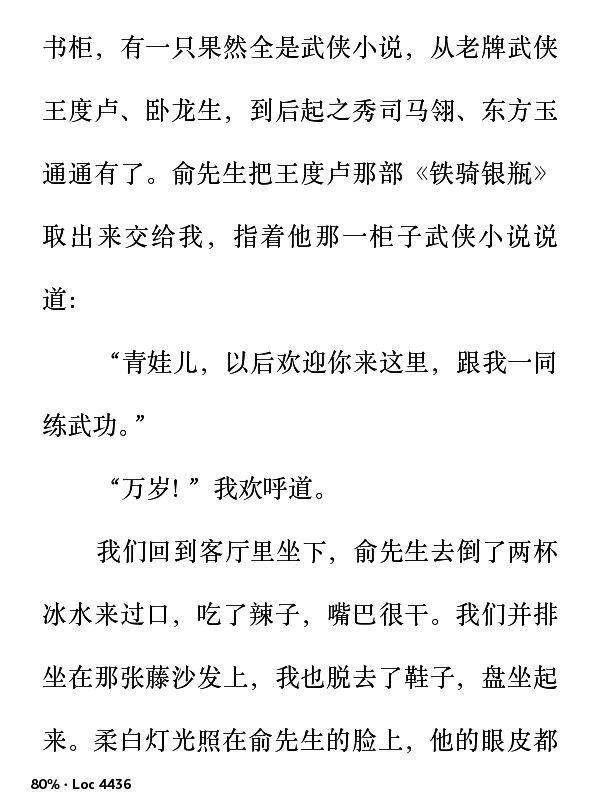 书柜，有一只果然全是武侠小说，从老牌武侠
王度卢、卧龙生，到后起之秀司马翎、东方玉
通通有了。俞先生把王度卢那部《铁骑银瓶》
取出来交给我，指着他那一柜子武侠小说说
道：
“青娃儿，以后欢迎你来这里，跟我一同
练武功。”
“万岁！”我欢呼道。
我们回到客厅里坐下，俞先生去倒了两杯
冰水来过口，吃了辣子，嘴巴很干。我们并排
坐在那张藤沙发上，我也脱去了鞋子，盘坐起
来。柔白灯光照在俞先生的脸上，他的眼皮都
80% · Loc 4436